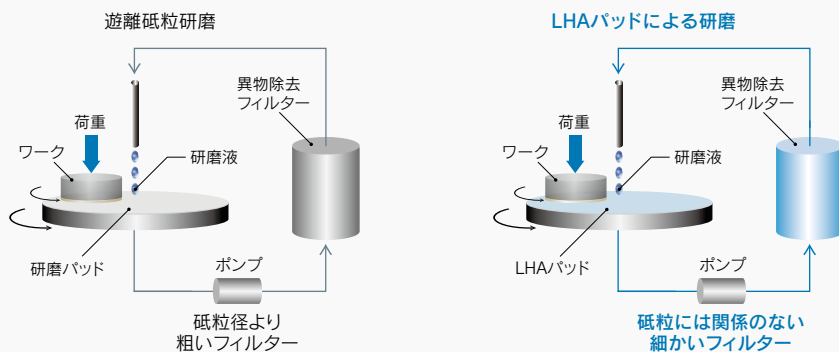 遊離砥粒研磨
異物除去
フィルター
荷重
ワーク
研磨液
研磨パッド
ポンプ
砥粒径より
粗いフィルター
LHAパッドによる研磨
異物除去
フィルター
荷重
ワーク
研磨液
LHAパッド
ポンプ
砥粒には関係のない
細かいフィルター